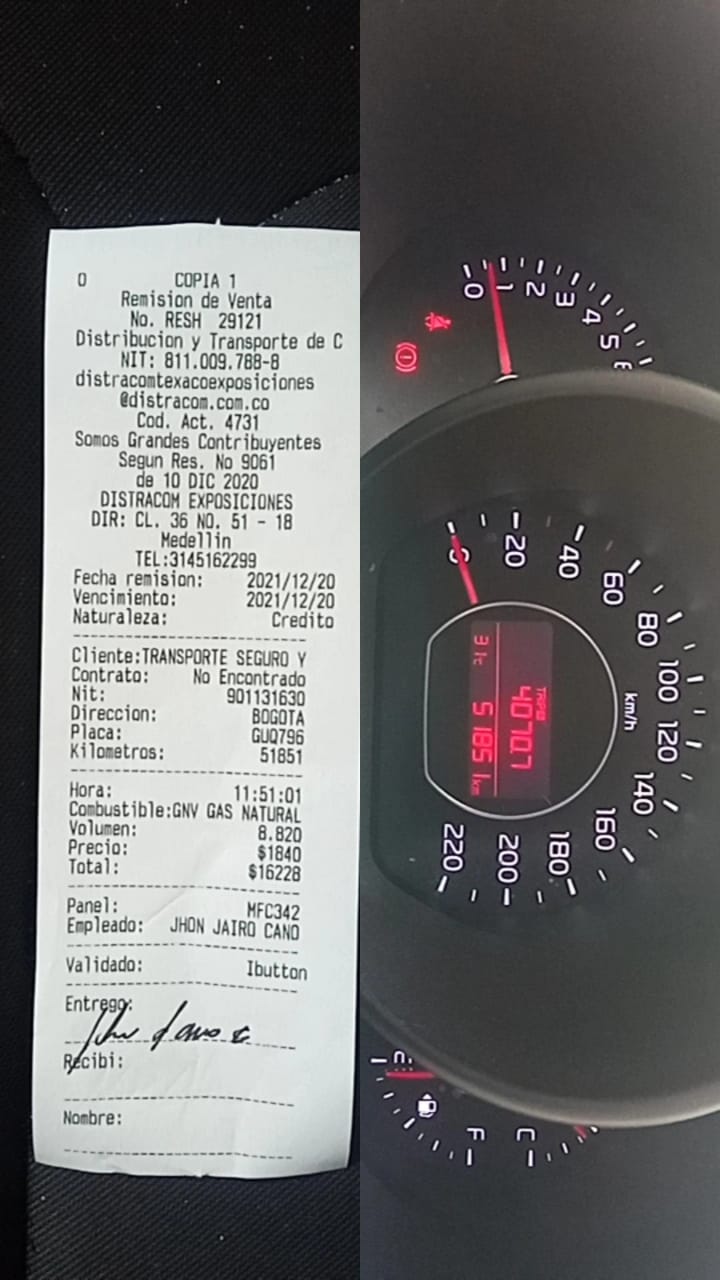 0 COPIA 1
Remision de Venta
No. RESH 29121
Distribucion y Transporte de C
NIT: 811.009.788-8
distracomtexacoexposiciones
@distracom.com.co
Cod. Act. 4731
Somos Grandes Contribuyentes
Segun Res. No 9061
de 10 DIC 2020
DISTRACOM EXPOSICIONES
DIR: CL. 36 NO. 51 - 18
Medellin
TEL:3145162299
Fecha remision: 2021/12/20
Vencimiento: 2021/12/20
Naturaleza: Credito
Cliente:TRANSPORTE SEGURO Y
Contrato: No Encontrado
Nit: 901131630
Direccion: BOGOTA
Placa: GUQ796
Kilometros: 51851
Hora: 11:51:01
Combustible:GNV GAS NATURAL
Volumen: 8.820
Precio: $1840
Total: $16228
Panel: MFC342
Empleado: JHON JAIRO CANO
Validado: Ibutton
Entrego:
Recibi:
Nombre:
0 1 2 3 4 5
0 20 40 60 80 100 120 140 160 180 200 220
km/h
TRIP B
407.0.1
51851 km
E F
C